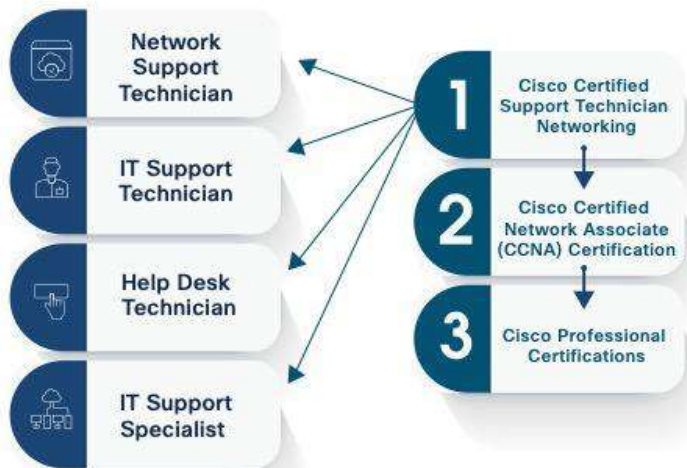 Network
Support
Technician
IT Support
Technician
Help Desk
Technician
IT Support
Specialist
1
Cisco Certified
Support Technician
Networking
2
Cisco Certified
Network Associate
(CCNA) Certification
3
Cisco Professional
Certifications